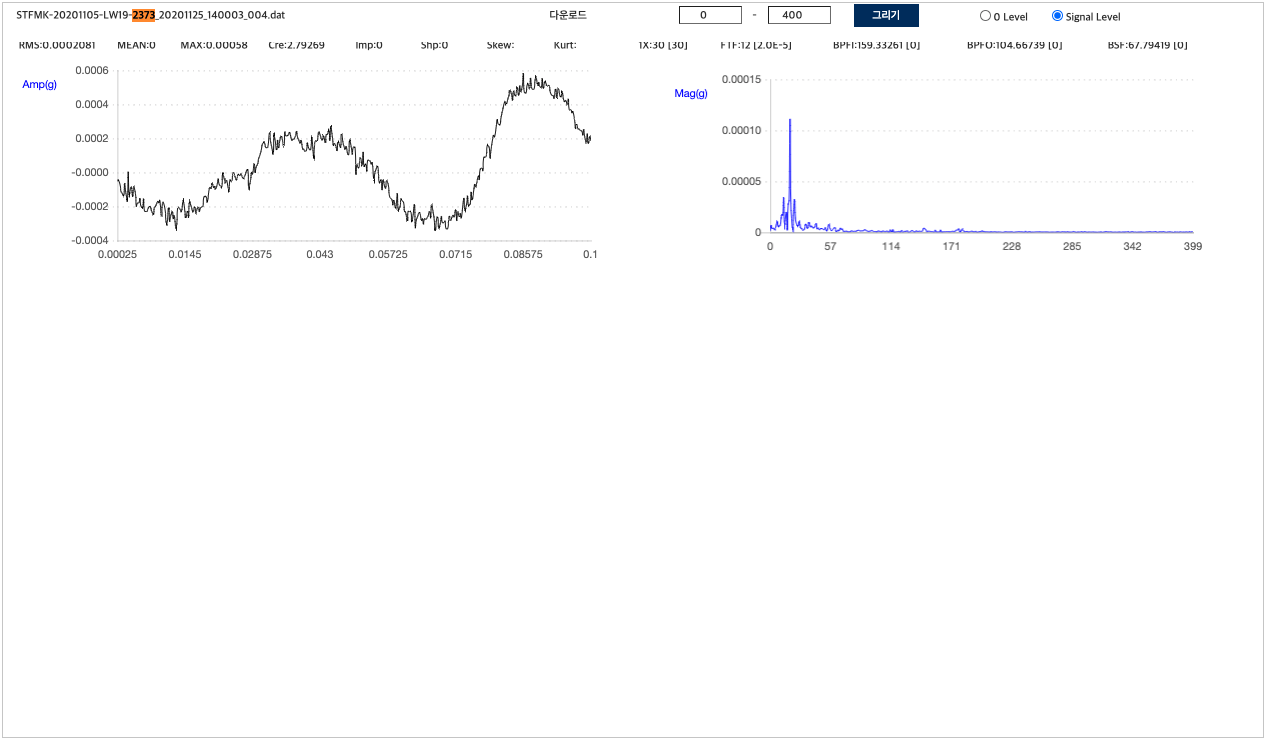 STFMK-20201105-LW19-2373_20201125_140003_004.dat 다운로드 0 - 400 그리기 0 Level Signal Level
RMS:0.0002081 MEAN:0 MAX:0.00058 Cre:2.79269 Imp:0 Shp:0 Skew: Kurt: 1X:30 [30] FTF:12 [2.0E-5] BPFI:159.33261 [0] BPFO:104.66739 [0] BSF:67.79419 [0]
Amp(g)
0.0006
0.0004
0.0002
-0.0000
-0.0002
-0.0004
0.00025 0.0145 0.02875 0.043 0.05725 0.0715 0.08575 0.1
Mag(g)
0.00015
0.00010
0.00005
0
0 57 114 171 228 285 342 399